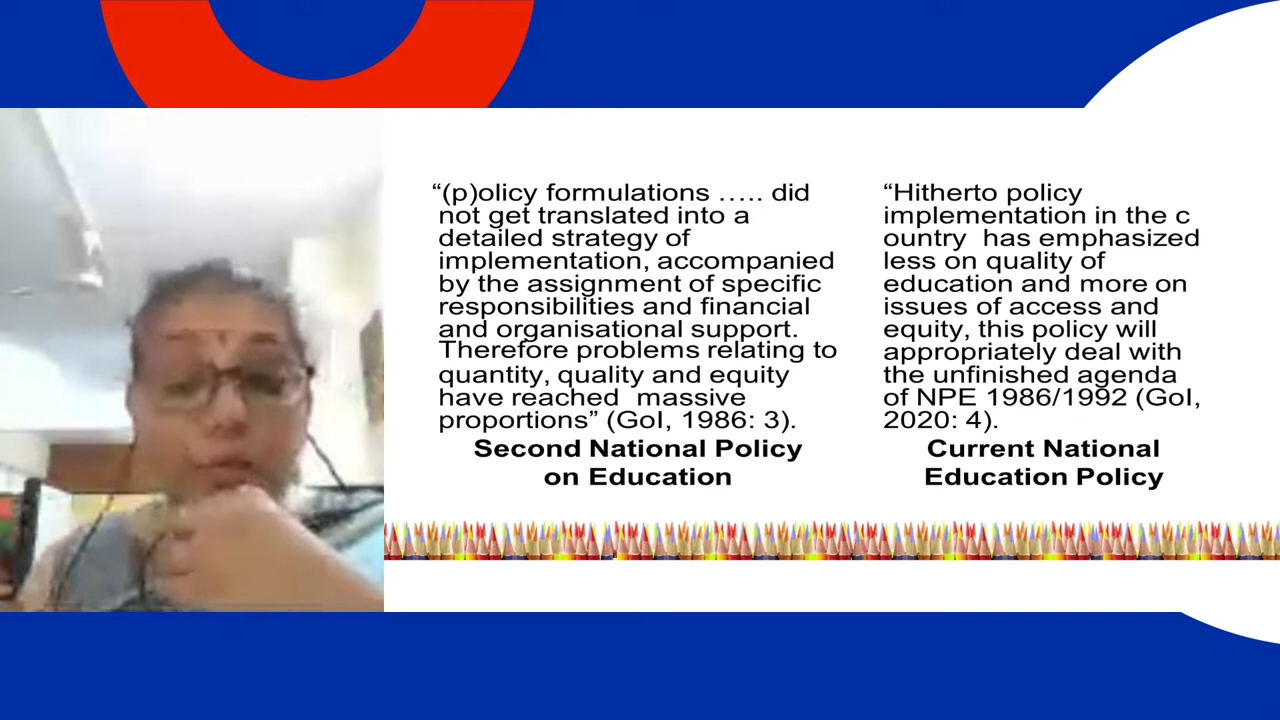 “(p)olicy formulations ….. did
not get translated into a
detailed strategy of
implementation, accompanied
by the assignment of specific
responsibilities and financial
and organisational support.
Therefore problems relating to
quantity, quality and equity
have reached  massive
proportions” (GoI, 1986: 3).
Second National Policy
on Education
“Hitherto policy
implementation in the c
ountry  has emphasized
less on quality of
education and more on
issues of access and
equity, this policy will
appropriately deal with
the unfinished agenda
of NPE 1986/1992 (GoI,
2020: 4).
Current National
Education Policy